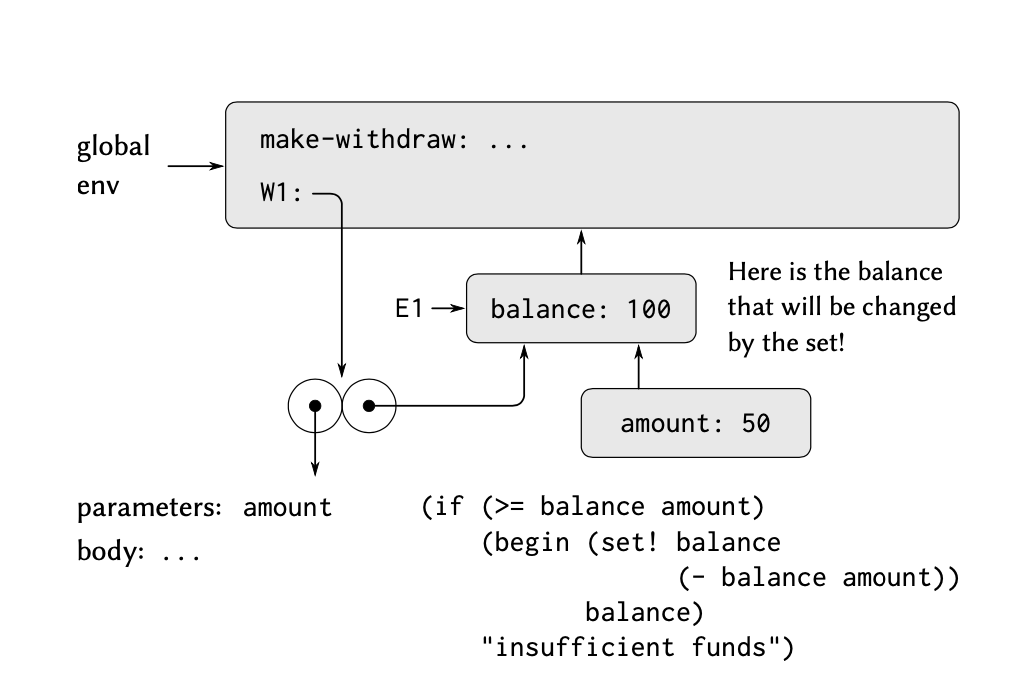 global
env
make-withdraw: ...
W1:
E1
balance: 100
Here is the balance
that will be changed
by the set!
amount: 50
parameters: amount
body: ...
(if (>= balance amount)
(begin (set! balance
(- balance amount))
balance)
"insufficient funds")